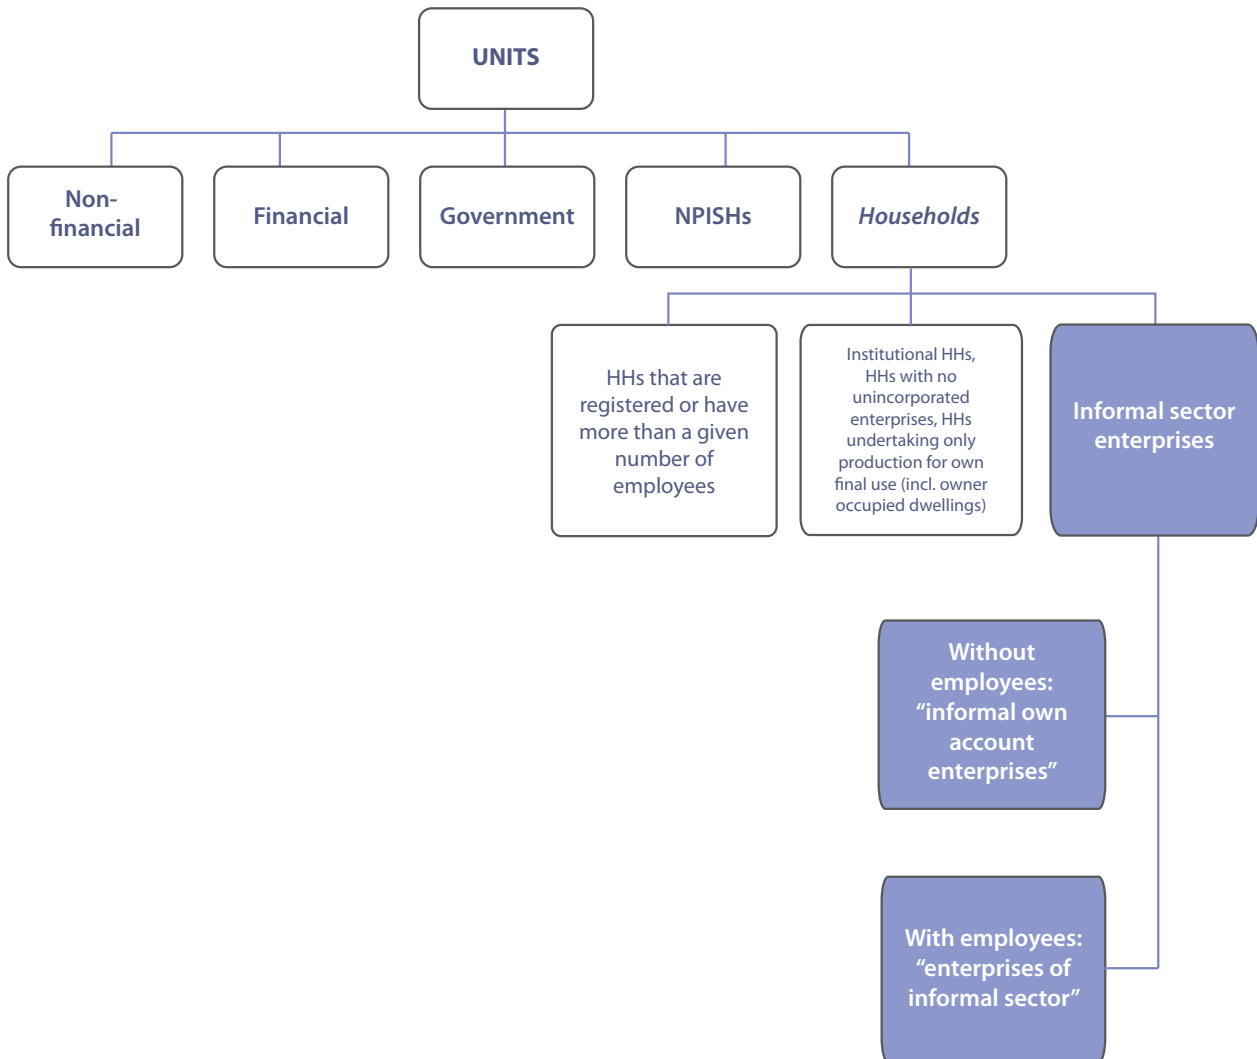 UNITS
Non-
financial
Financial
Government
NPISHs
Households
HHs that are
registered or have
more than a given
number of
employees
Institutional HHs,
HHs with no
unincorporated
enterprises, HHs
undertaking only
production for own
final use (incl. owner
occupied dwellings)
Informal sector
enterprises
Without
employees:
“informal own
account
enterprises”
With employees:
“enterprises of
informal sector”